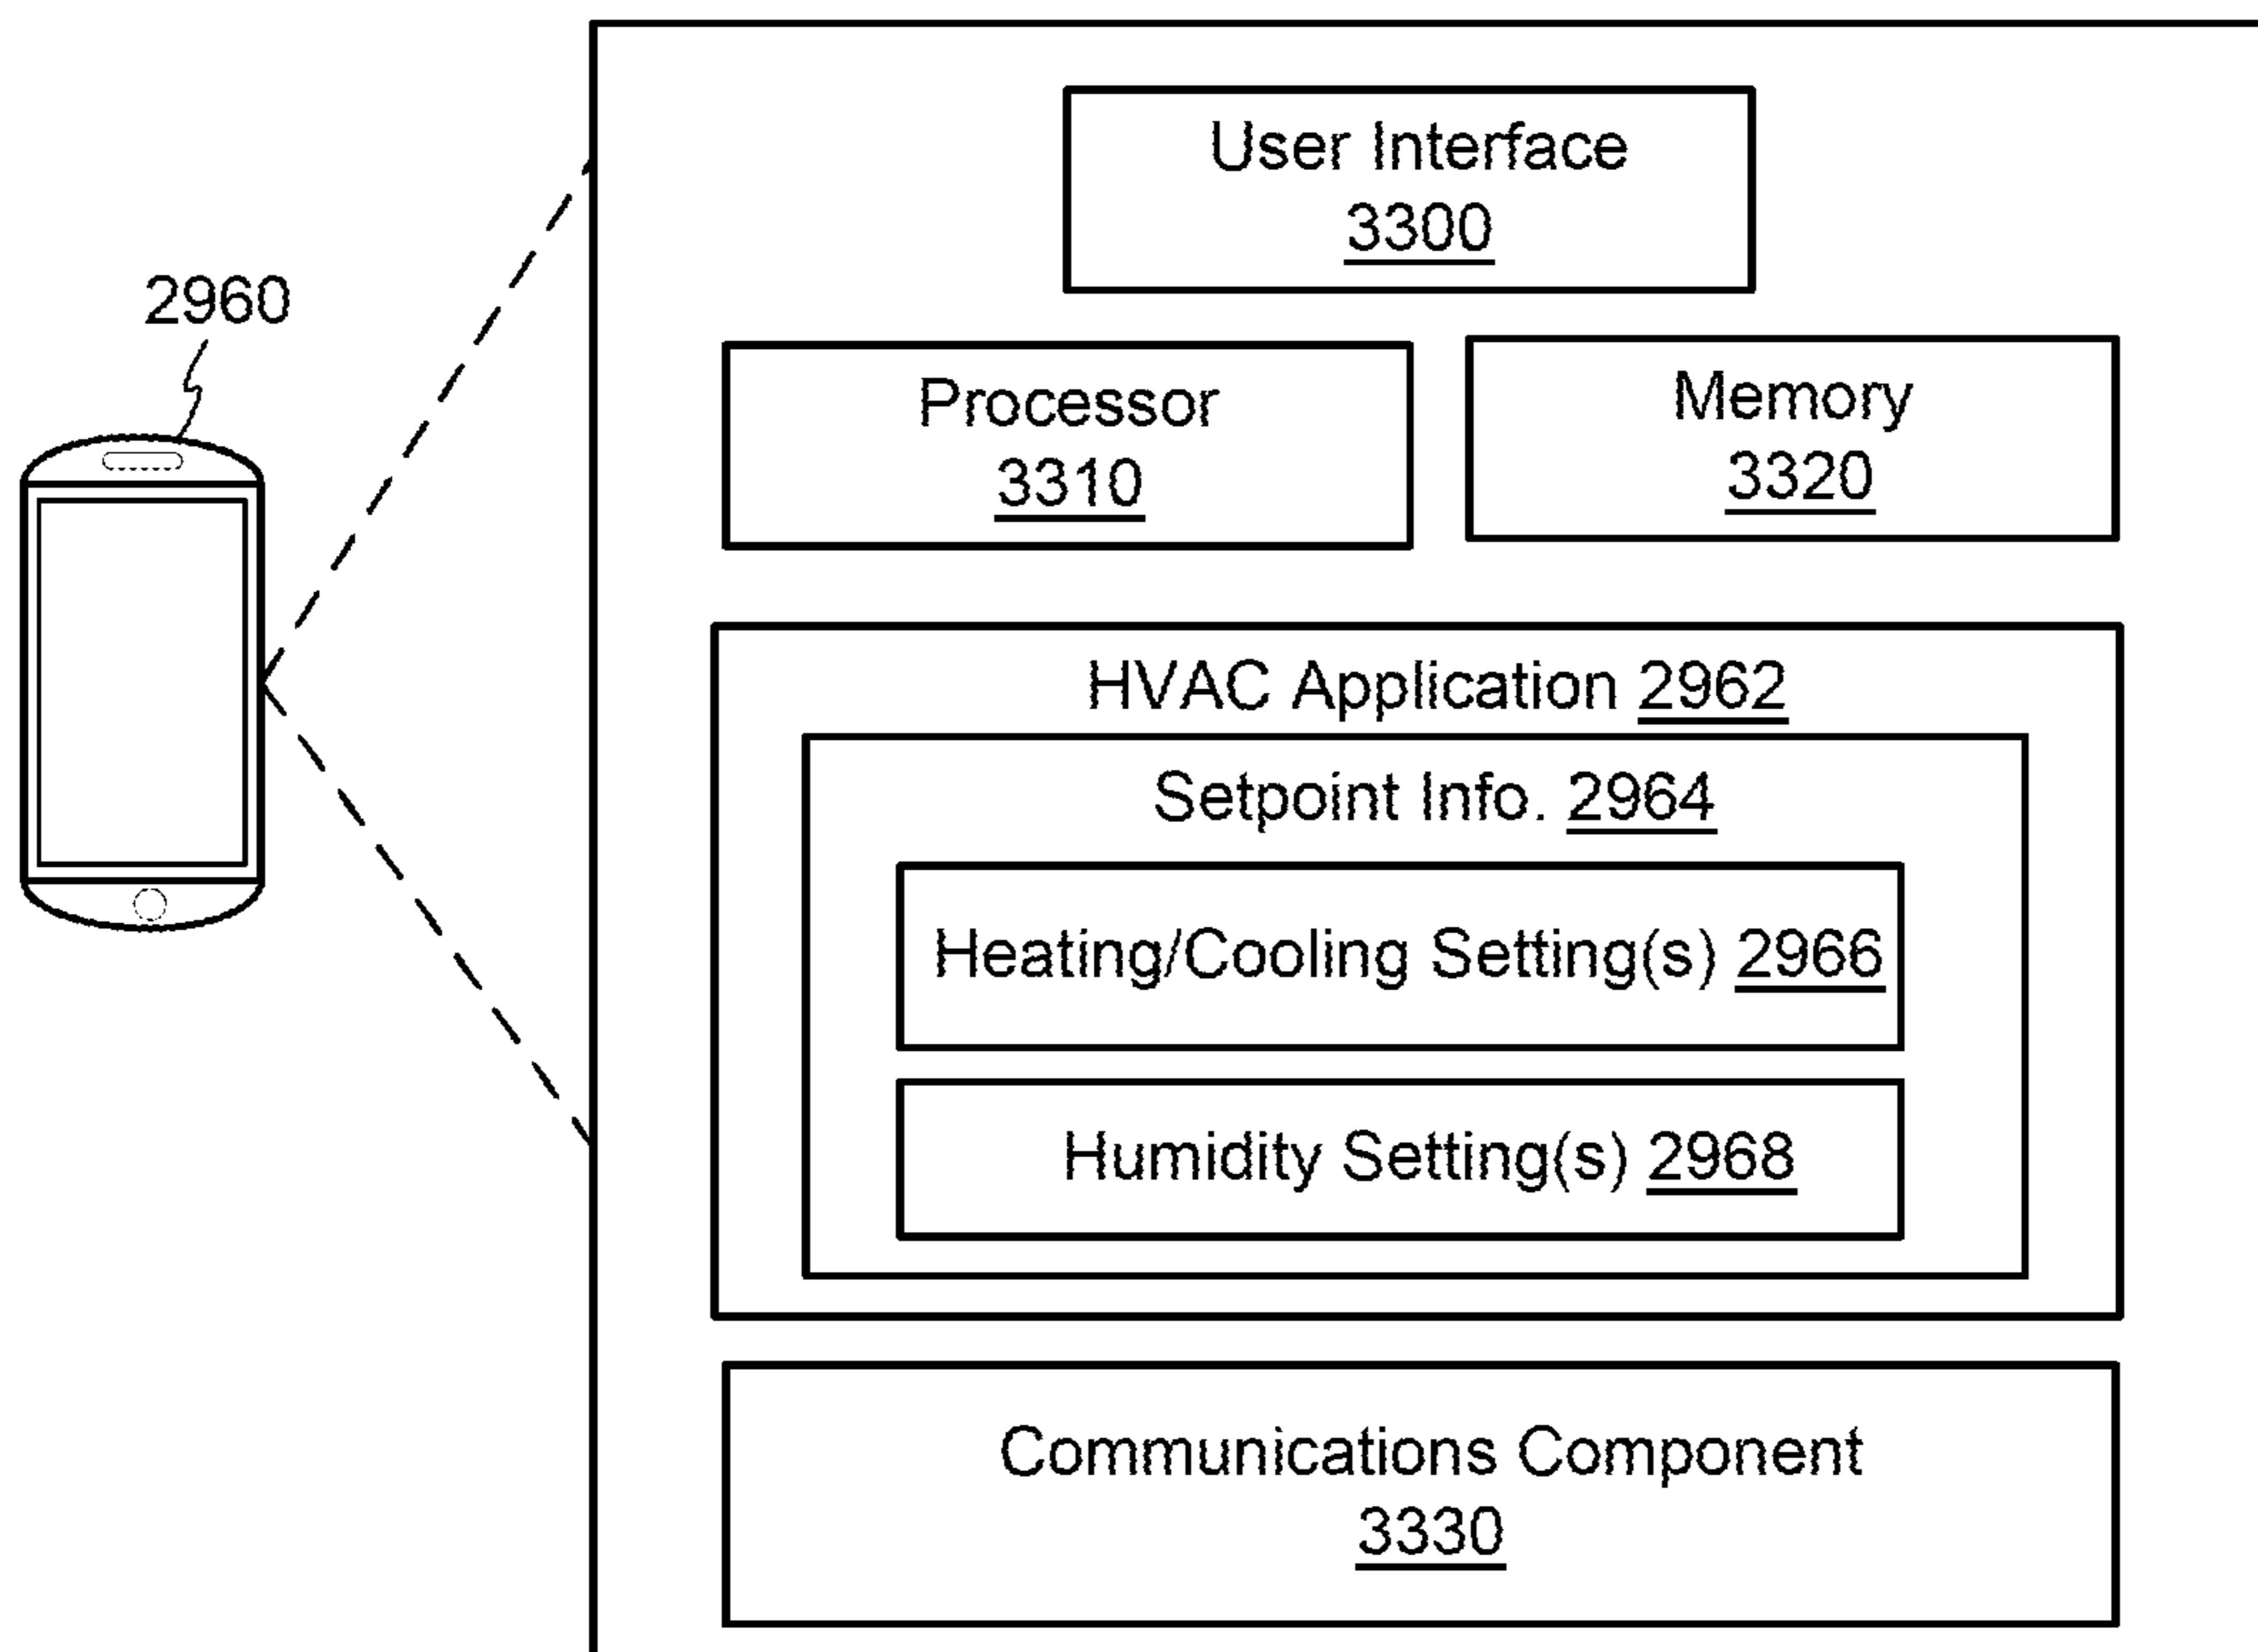 User Interface
3300
2960
Processor
3310
Memory
3320
HVAC Application 2962
Setpoint Info. 2964
Heating/Cooling Setting(s) 2966
Humidity Setting(s) 2968
Communications Component
3330